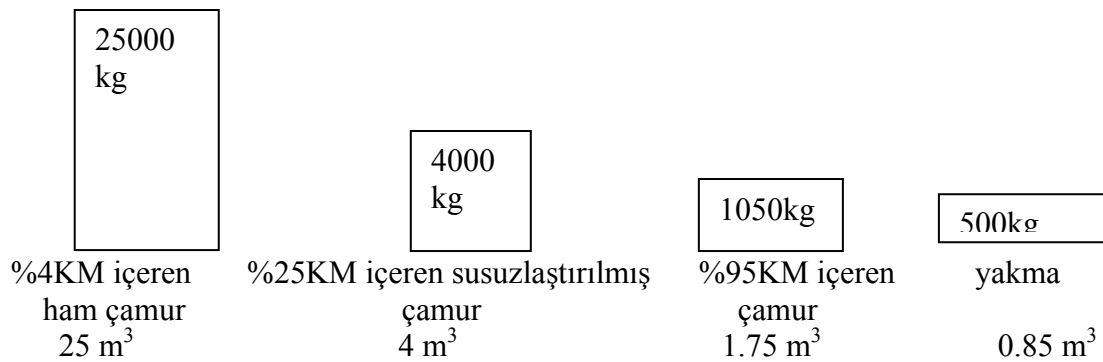 25000
kg
4000
kg
1050kg
500kg
%4KM içeren
ham çamur
25 m³
%25KM içeren susuzlaştırılmış
çamur
4 m³
%95KM içeren
çamur
1.75 m³
yakma
0.85 m³